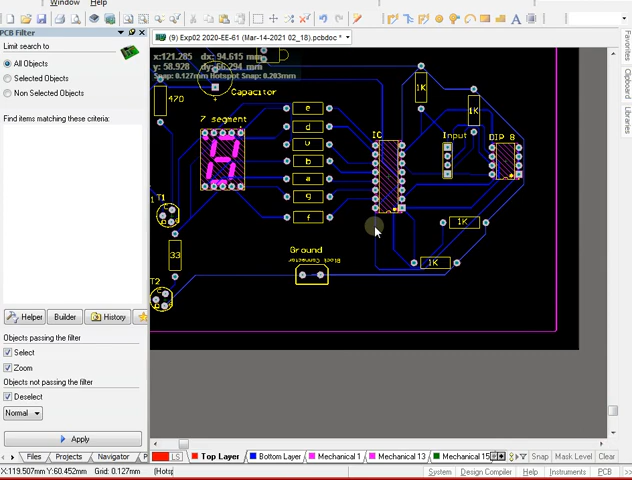 Window Help
PCB Filter
Limit search to
All Objects
Selected Objects
Non Selected Objects
Find items matching these criteria:
Helper Builder History
Objects passing the filter
Select
Zoom
Objects not passing the filter
Deselect
Normal
Apply
Files Projects Navigator
X:119.507mm Y:60.452mm Grid: 0.127mm (Hots
(9) Exp02 2020-EE-61 (Mar-14-2021 02_18).pcbdoc *
x:121.285 dx: 94.615 mm
y: 58.928 dy: 66.294 mm
Snap: 0.127mm Hotspot Snap: 0.203mm
Capacitor
470
7 segment
e
d
b
a
g
f
IC
1K
1K
Input
DIP 8
1K
1K
T1
33
T2
Ground
Block Connector
LS Top Layer Bottom Layer Mechanical 1 Mechanical 13 Mechanical 15 Snap Mask Level Clear
System Design Compiler Help Instruments PCB
Favorites
Clipboard
Libraries